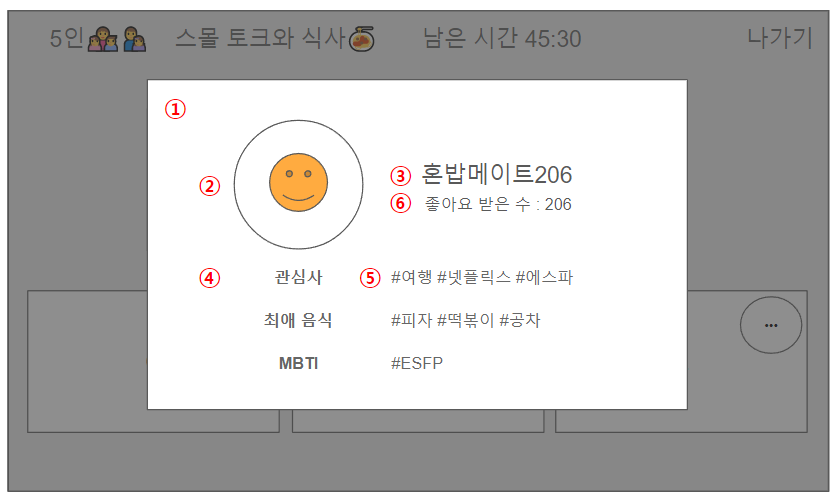 5인 스몰 토크와 식사 남은 시간 45:30 나가기
①
② ③ 혼밥메이트206
⑥ 좋아요 받은 수 : 206
④ 관심사 ⑤ #여행 #넷플릭스 #에스파
최애 음식 #피자 #떡볶이 #공차
MBTI #ESFP
...